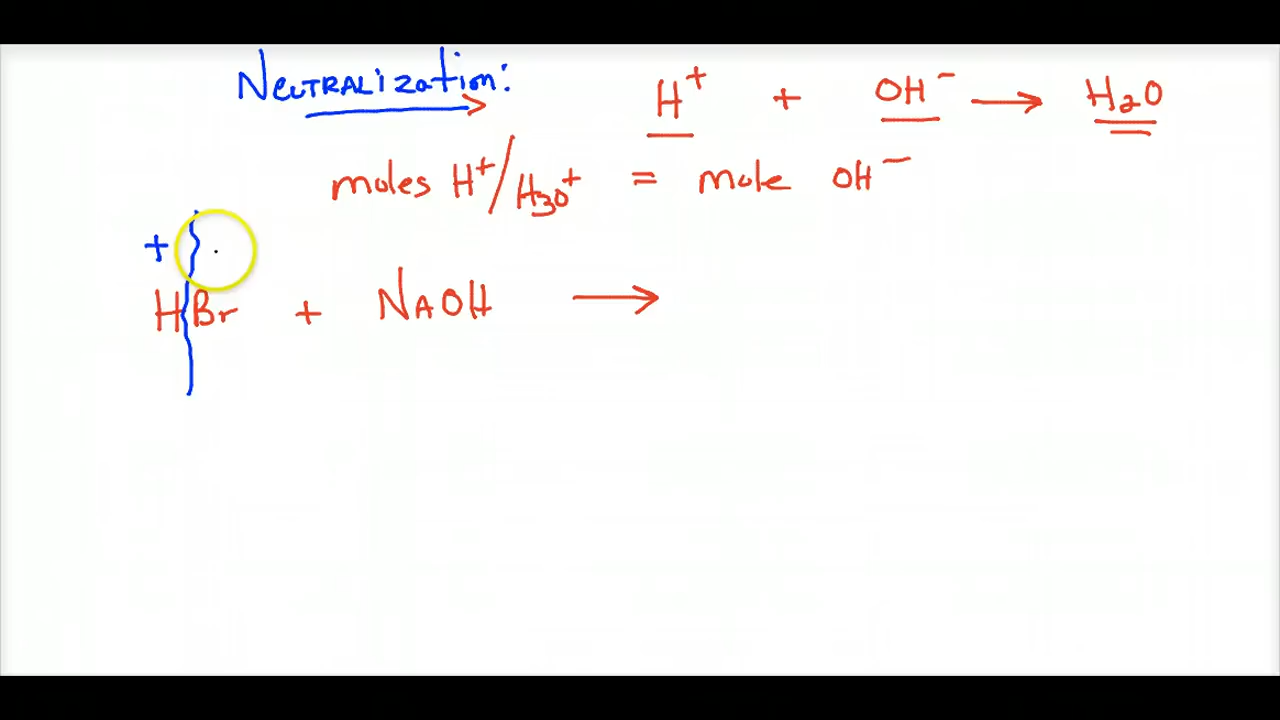 Neutralization:
H⁺ + OH⁻ → H₂O
moles H⁺/H₃O⁺ = mole OH⁻
+
HBr + NaOH →